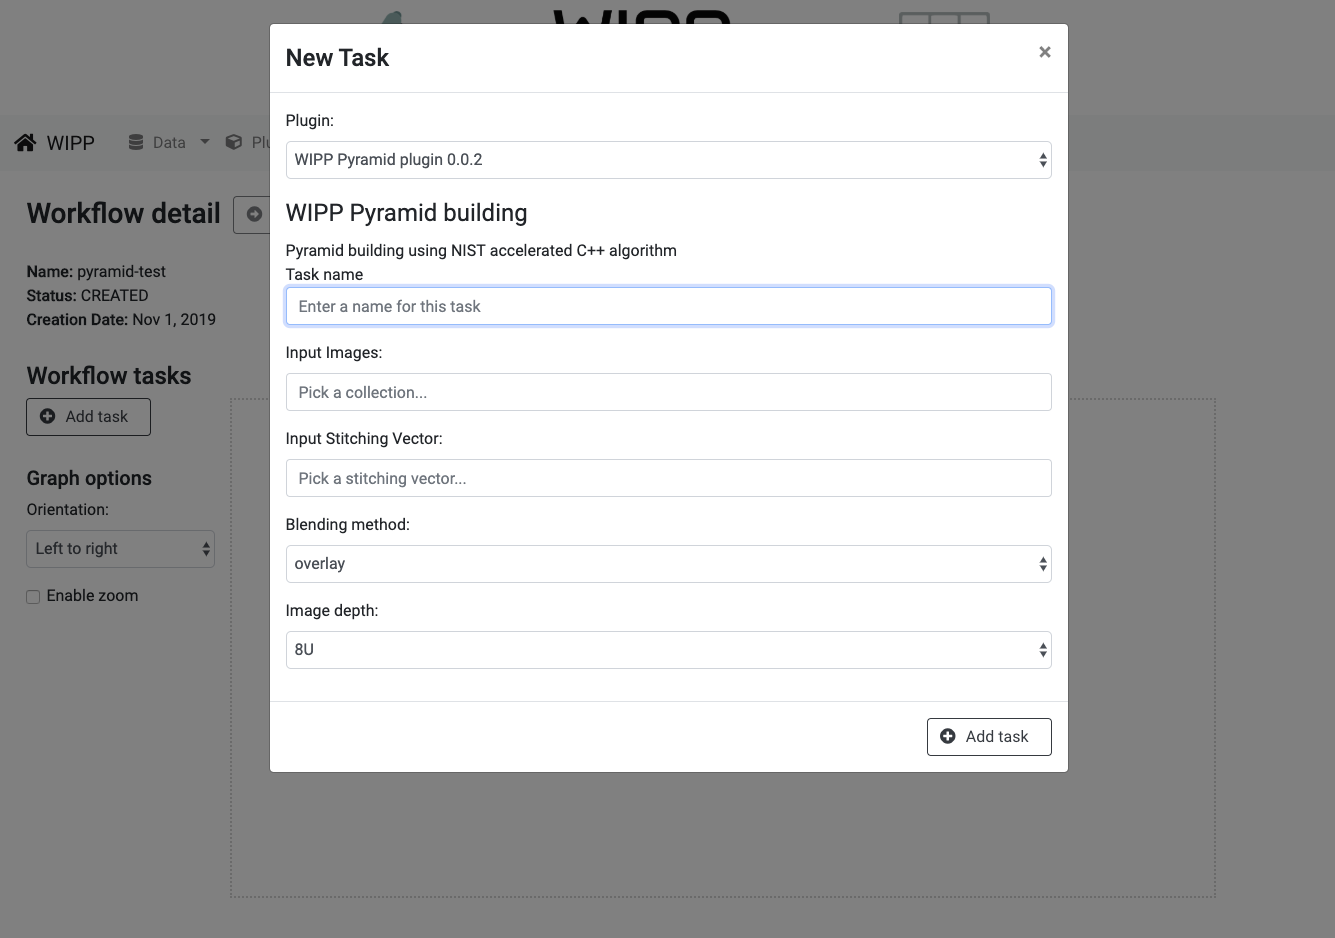 WIPP
New Task
×
Plugin:
WIPP Pyramid plugin 0.0.2
WIPP Pyramid building
Pyramid building using NIST accelerated C++ algorithm
Task name
Enter a name for this task
Input Images:
Pick a collection...
Input Stitching Vector:
Pick a stitching vector...
Blending method:
overlay
Image depth:
8U
Add task
WIPP
Data
Workflow detail
Name: pyramid-test
Status: CREATED
Creation Date: Nov 1, 2019
Workflow tasks
Add task
Graph options
Orientation:
Left to right
Enable zoom